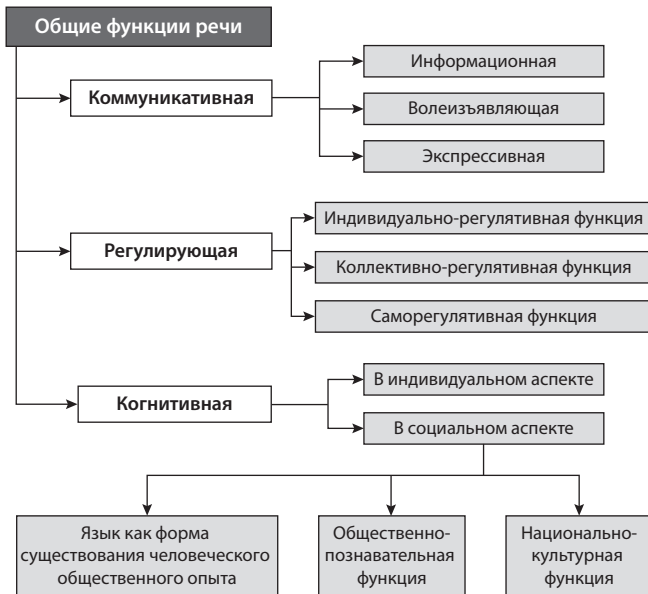 Общие функции речи
Коммуникативная
Информационная
Волеизъявляющая
Экспрессивная
Регулирующая
Индивидуально-регулятивная функция
Коллективно-регулятивная функция
Саморегулятивная функция
Когнитивная
В индивидуальном аспекте
В социальном аспекте
Язык как форма
существования человеческого
общественного опыта
Общественно-
познавательная
функция
Национально-
культурная
функция